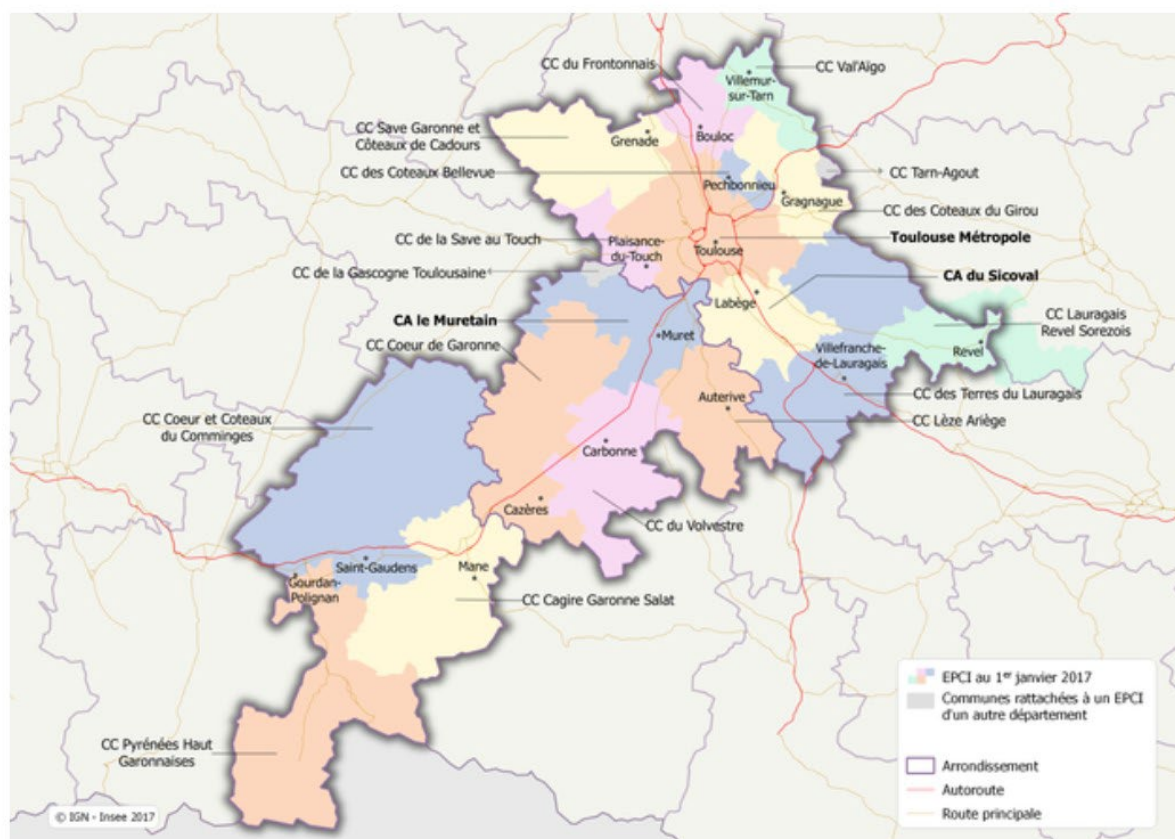 CC du Frontonnais
CC Val'Aïgo
Villemur-
sur-Tarn
CC Save Garonne et
Côteaux de Cadours
Grenade
Bouloc
CC des Coteaux Bellevue
Pechbonnieu
CC Tarn-Agout
Gragnague
CC des Coteaux du Girou
CC de la Save au Touch
Plaisance-
du-Touch
Toulouse
Toulouse Métropole
CC de la Gascogne Toulousaine
CA du Sicoval
Labège
CA le Muretain
Muret
CC Lauragais
Revel Sorezois
CC Coeur de Garonne
Villefranche-
de-Lauragais
Revel
CC des Terres du Lauragais
Auterive
CC Coeur et Coteaux
du Comminges
CC Lèze Ariège
Carbonne
Cazères
CC du Volvestre
Saint-Gaudens
Mane
Gourdan-
Polignan
CC Cagire Garonne Salat
CC Pyrénées Haut
Garonnaises
EPCI au 1er janvier 2017
Communes rattachées à un EPCI
d'un autre département
Arrondissement
Autoroute
Route principale
© IGN - Insee 2017